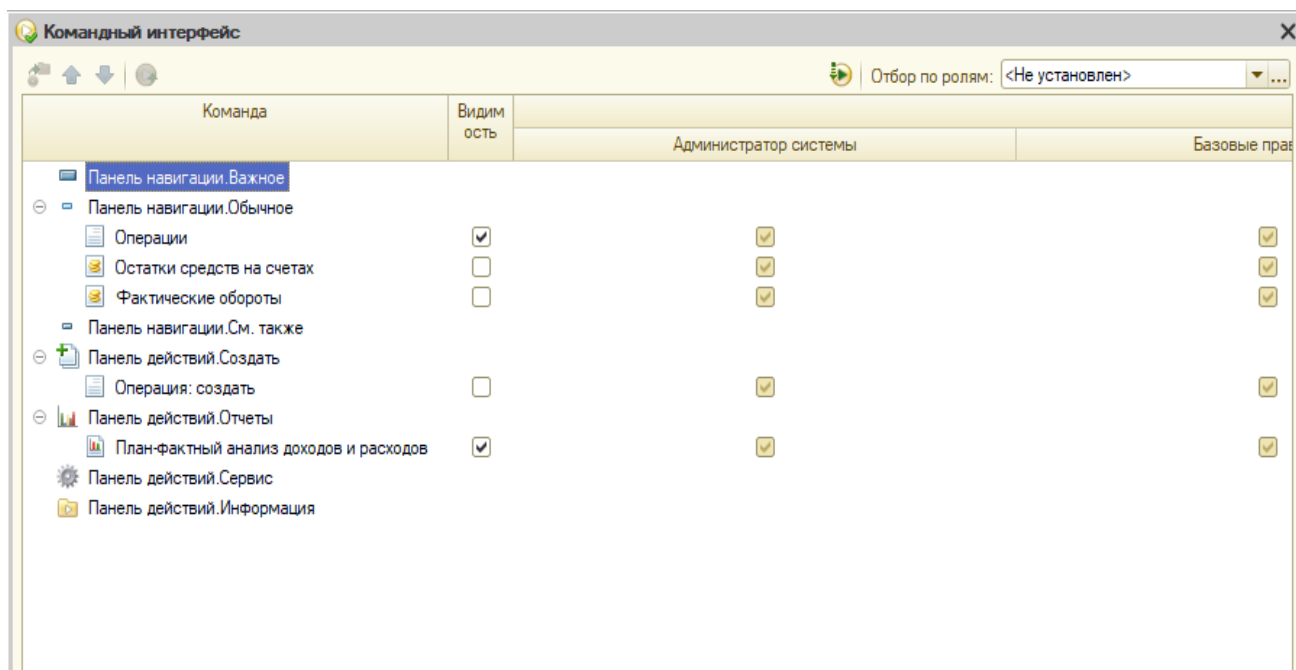 Командный интерфейс
Отбор по ролям: <Не установлен>
Команда
Видим
ость
Администратор системы
Базовые прав
Панель навигации.Важное
Панель навигации.Обычное
Операции
Остатки средств на счетах
Фактические обороты
Панель навигации.См. также
Панель действий.Создать
Операция: создать
Панель действий.Отчеты
План-фактный анализ доходов и расходов
Панель действий.Сервис
Панель действий.Информация